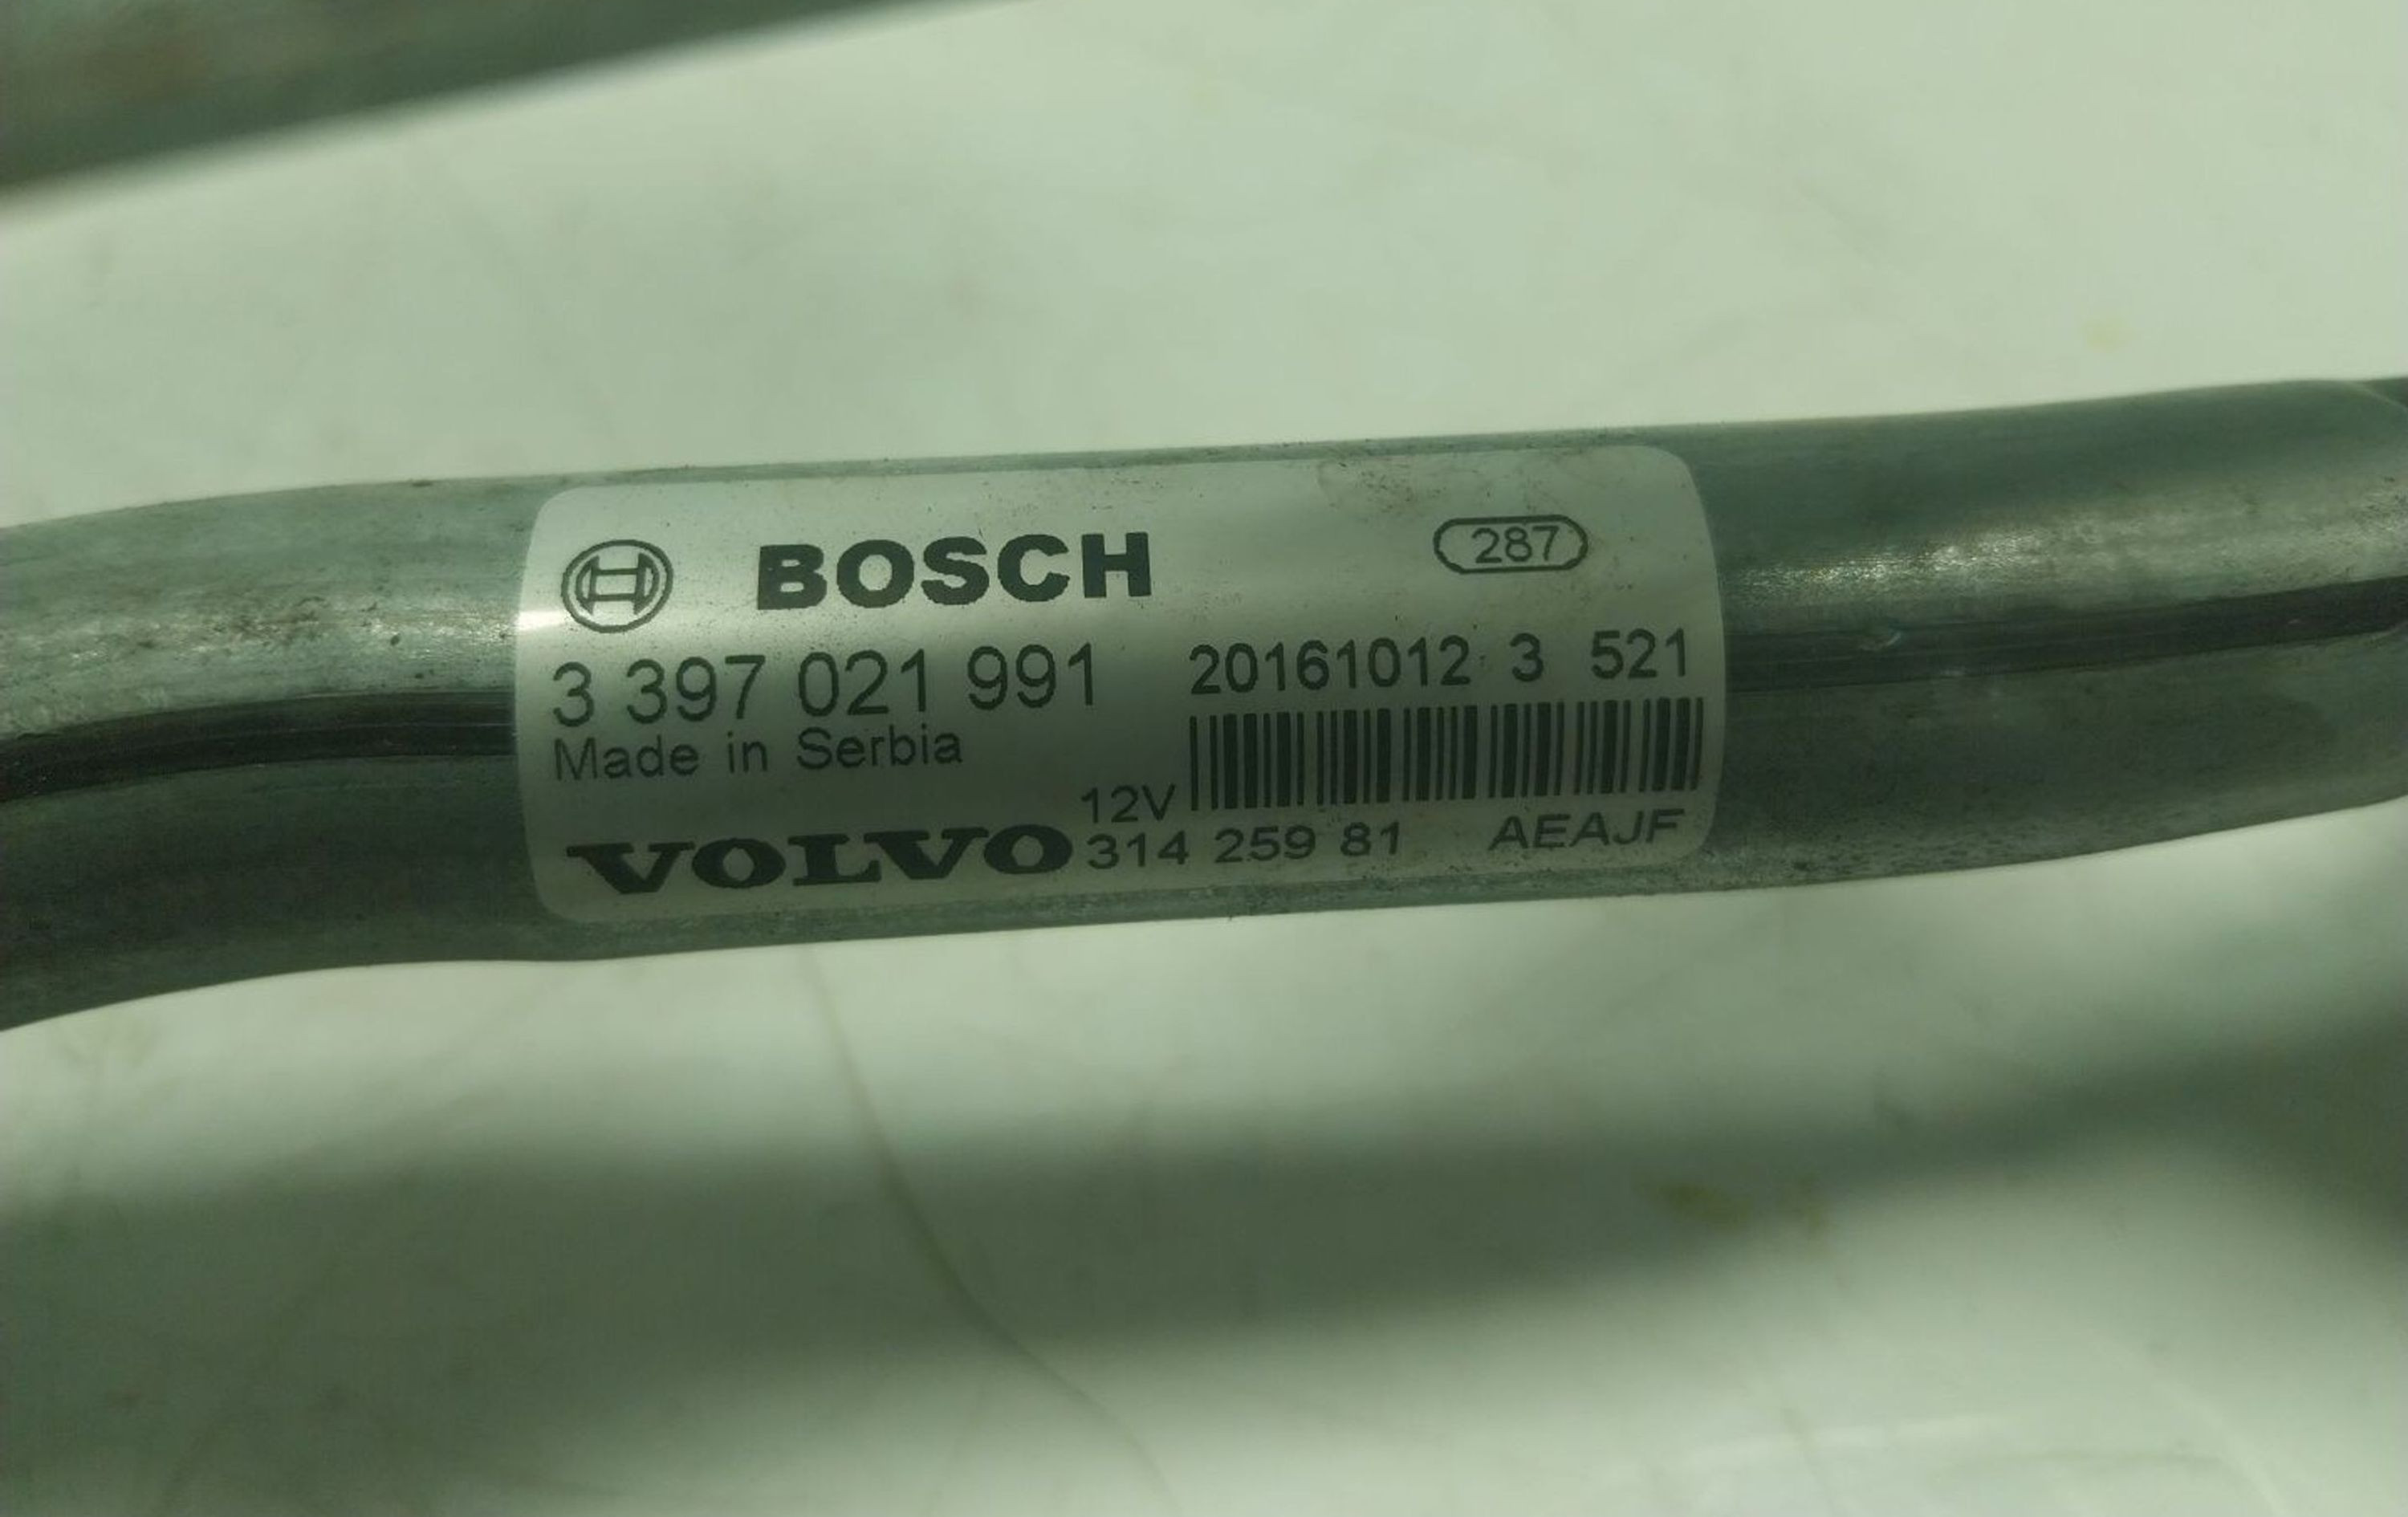 BOSCH 287
3 397 021 991 20161012 3 521
Made in Serbia
12V
VOLVO 314 259 81 AEAJF